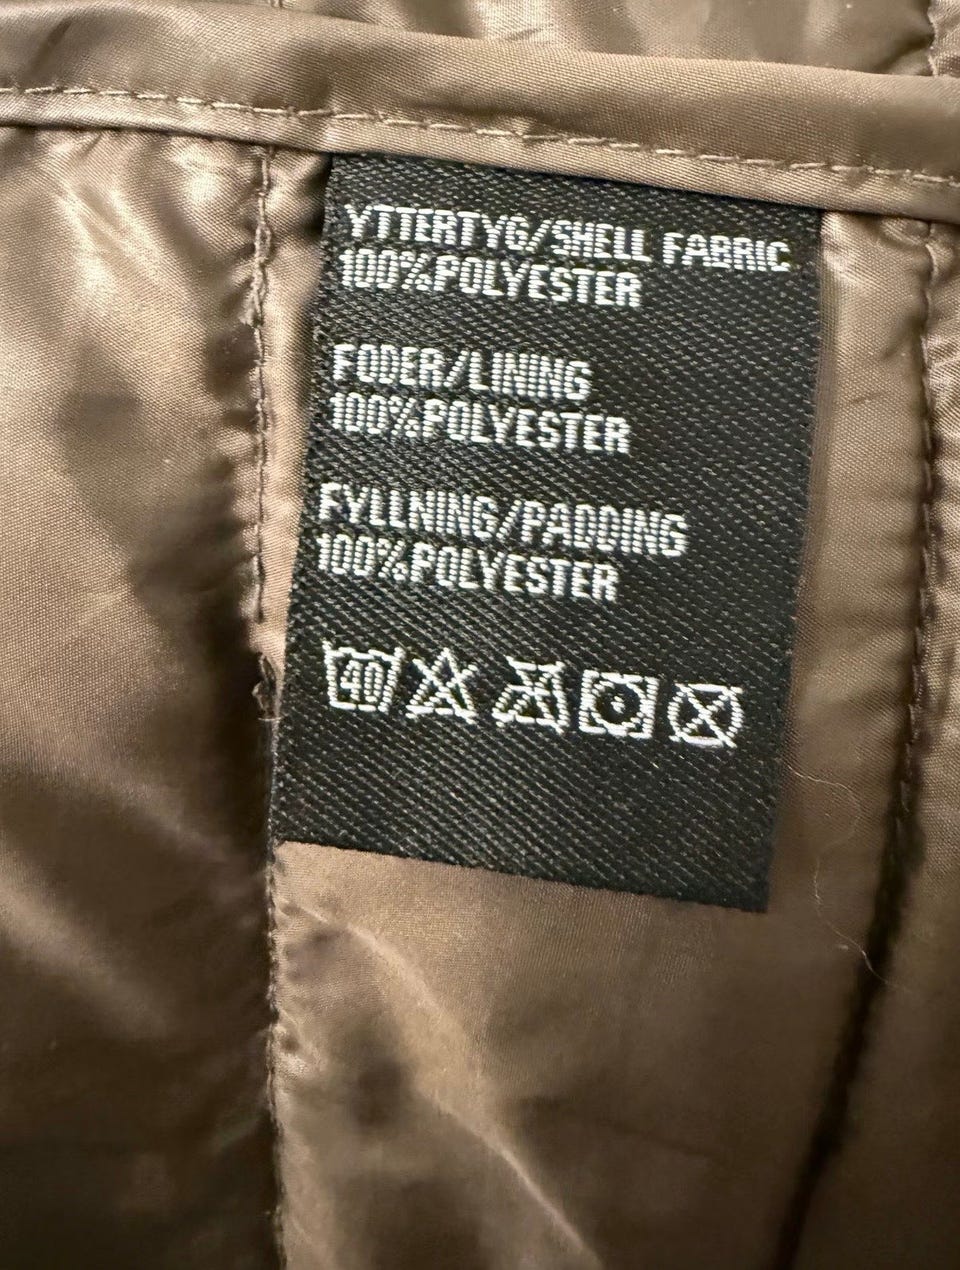 YTTERTYG/SHELL FABRIC
100%POLYESTER
FODER/LINING
100%POLYESTER
FYLLNING/PADDING
100%POLYESTER
40